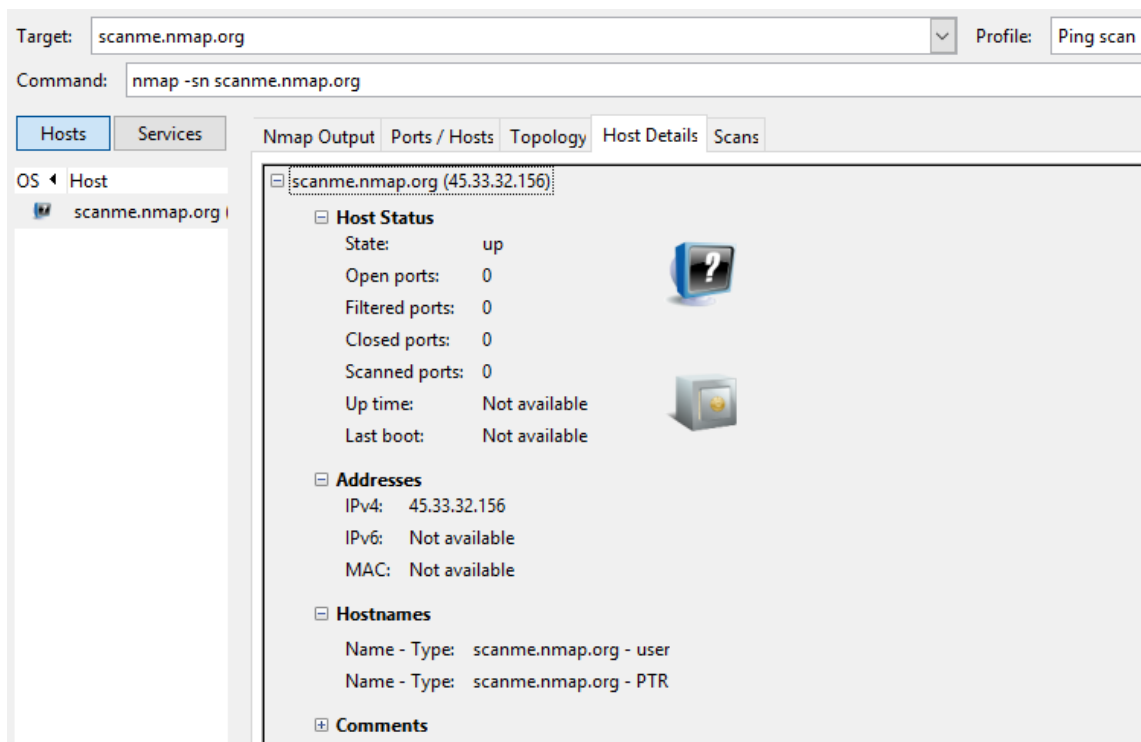 Target: scanme.nmap.org Profile: Ping scan
Command: nmap -sn scanme.nmap.org
Hosts Services Nmap Output Ports / Hosts Topology Host Details Scans
OS Host
scanme.nmap.org (
scanme.nmap.org (45.33.32.156)
Host Status
State: up
Open ports: 0
Filtered ports: 0
Closed ports: 0
Scanned ports: 0
Up time: Not available
Last boot: Not available
Addresses
IPv4: 45.33.32.156
IPv6: Not available
MAC: Not available
Hostnames
Name - Type: scanme.nmap.org - user
Name - Type: scanme.nmap.org - PTR
Comments